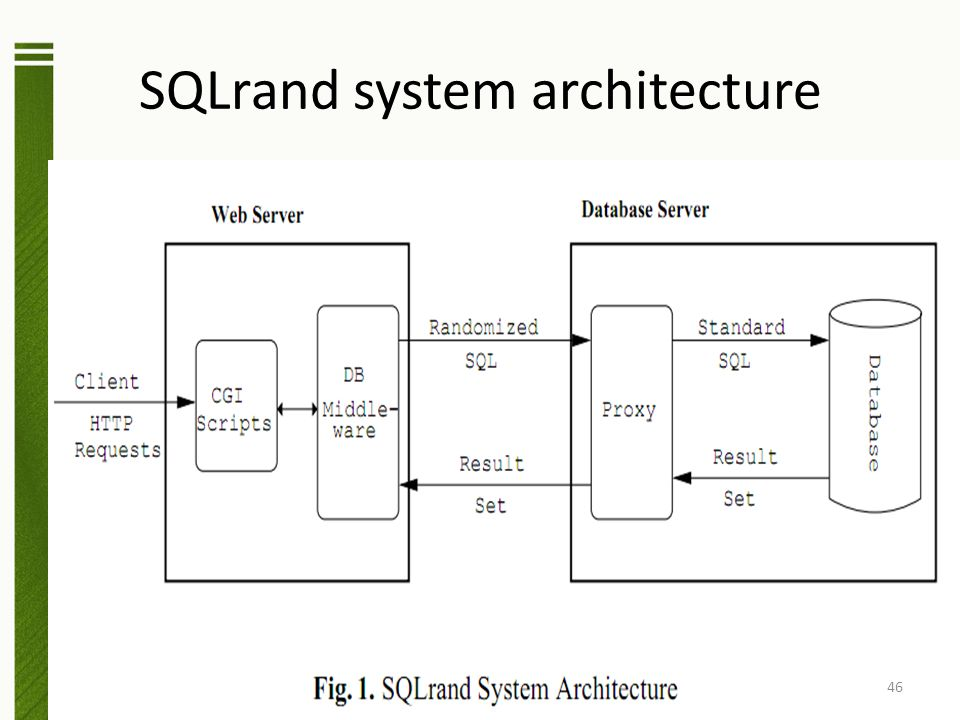 SQLrand system architecture
Web Server
Database Server
Client
HTTP
Requests
CGI
Scripts
DB
Middle-
ware
Randomized
SQL
Result
Set
Proxy
Standard
SQL
Result
Set
Database
Fig. 1. SQLrand System Architecture
46